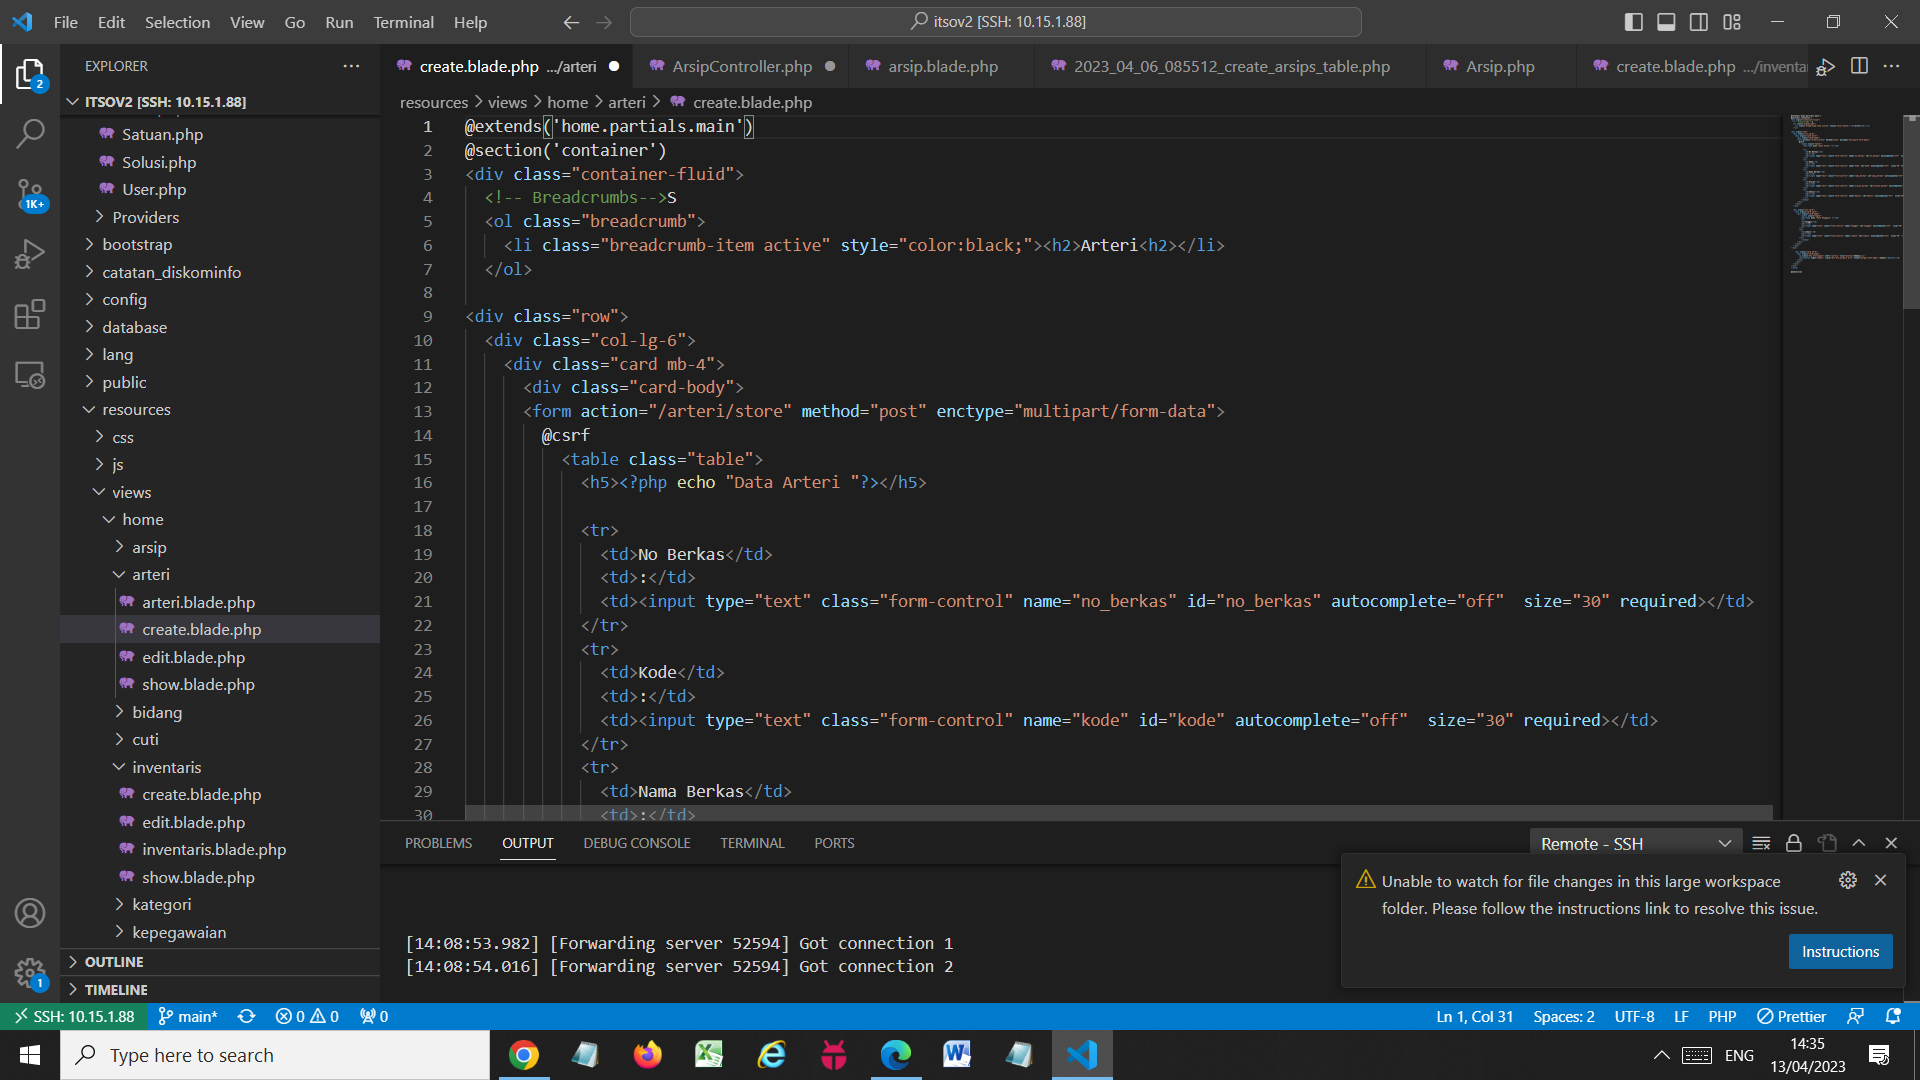 File Edit Selection View Go Run Terminal Help
itsov2 [SSH: 10.15.1.88]
EXPLORER
ITSOV2 [SSH: 10.15.1.88]
Satuan.php
Solusi.php
User.php
Providers
bootstrap
catatan_diskominfo
config
database
lang
public
resources
css
js
views
home
arsip
arteri
arteri.blade.php
create.blade.php
edit.blade.php
show.blade.php
bidang
cuti
inventaris
create.blade.php
edit.blade.php
inventaris.blade.php
show.blade.php
kategori
kepegawaian
OUTLINE
TIMELINE
2
1K+
1
create.blade.php .../arteri
ArsipController.php
arsip.blade.php
2023_04_06_085512_create_arsips_table.php
Arsip.php
create.blade.php .../inventa
resources > views > home > arteri > create.blade.php
1 @extends('home.partials.main')
2 @section('container')
3 <div class="container-fluid">
4 <!-- Breadcrumbs-->S
5 <ol class="breadcrumb">
6 <li class="breadcrumb-item active" style="color:black;"><h2>Arteri<h2></li>
7 </ol>
8
9 <div class="row">
10 <div class="col-lg-6">
11 <div class="card mb-4">
12 <div class="card-body">
13 <form action="/arteri/store" method="post" enctype="multipart/form-data">
14 @csrf
15 <table class="table">
16 <h5><?php echo "Data Arteri "?></h5>
17
18 <tr>
19 <td>No Berkas</td>
20 <td>:</td>
21 <td><input type="text" class="form-control" name="no_berkas" id="no_berkas" autocomplete="off"  size="30" required></td>
22 </tr>
23 <tr>
24 <td>Kode</td>
25 <td>:</td>
26 <td><input type="text" class="form-control" name="kode" id="kode" autocomplete="off"  size="30" required></td>
27 </tr>
28 <tr>
29 <td>Nama Berkas</td>
30 <td>:</td>
PROBLEMS OUTPUT DEBUG CONSOLE TERMINAL PORTS
Remote - SSH
[14:08:53.982] [Forwarding server 52594] Got connection 1
[14:08:54.016] [Forwarding server 52594] Got connection 2
Unable to watch for file changes in this large workspace
folder. Please follow the instructions link to resolve this issue.
Instructions
SSH: 10.15.1.88 main* 0 0 0
Ln 1, Col 31 Spaces: 2 UTF-8 LF PHP Prettier
Type here to search
ENG
14:35
13/04/2023